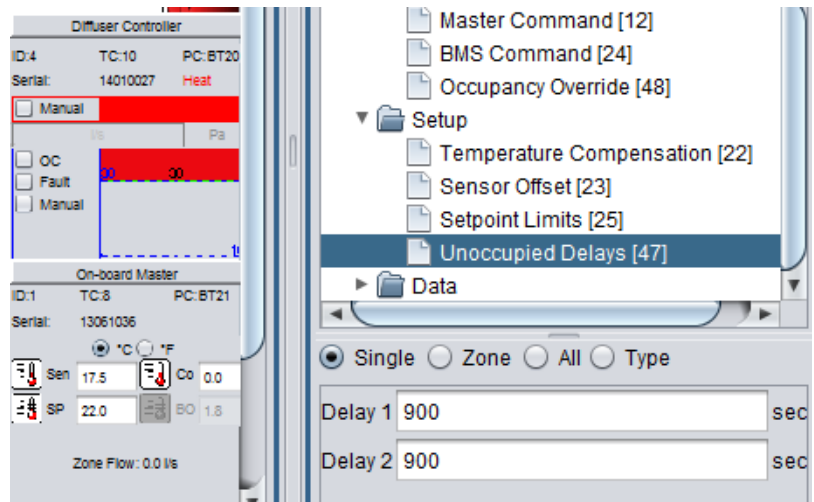 Diffuser Controller
ID:4 TC:10 PC:BT20
Serial: 14010027 Heat
Manual
l/s Pa
OC
Fault
Manual
30 30
On-board Master
ID:1 TC:8 PC:BT21
Serial: 13061036
°C °F
Sen 17.5 Co 0.0
SP 22.0 BO 1.8
Zone Flow: 0.0 l/s
Master Command [12]
BMS Command [24]
Occupancy Override [48]
Setup
Temperature Compensation [22]
Sensor Offset [23]
Setpoint Limits [25]
Unoccupied Delays [47]
Data
Single Zone All Type
Delay 1 900 sec
Delay 2 900 sec